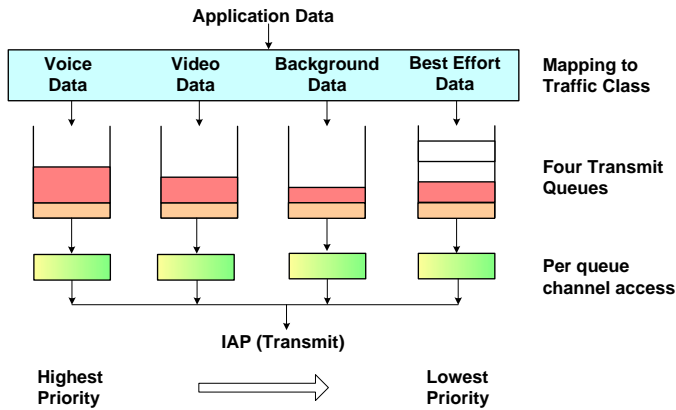 Application Data
Voice Data
Video Data
Background Data
Best Effort Data
Mapping to Traffic Class
Four Transmit Queues
Per queue channel access
IAP (Transmit)
Highest Priority
Lowest Priority